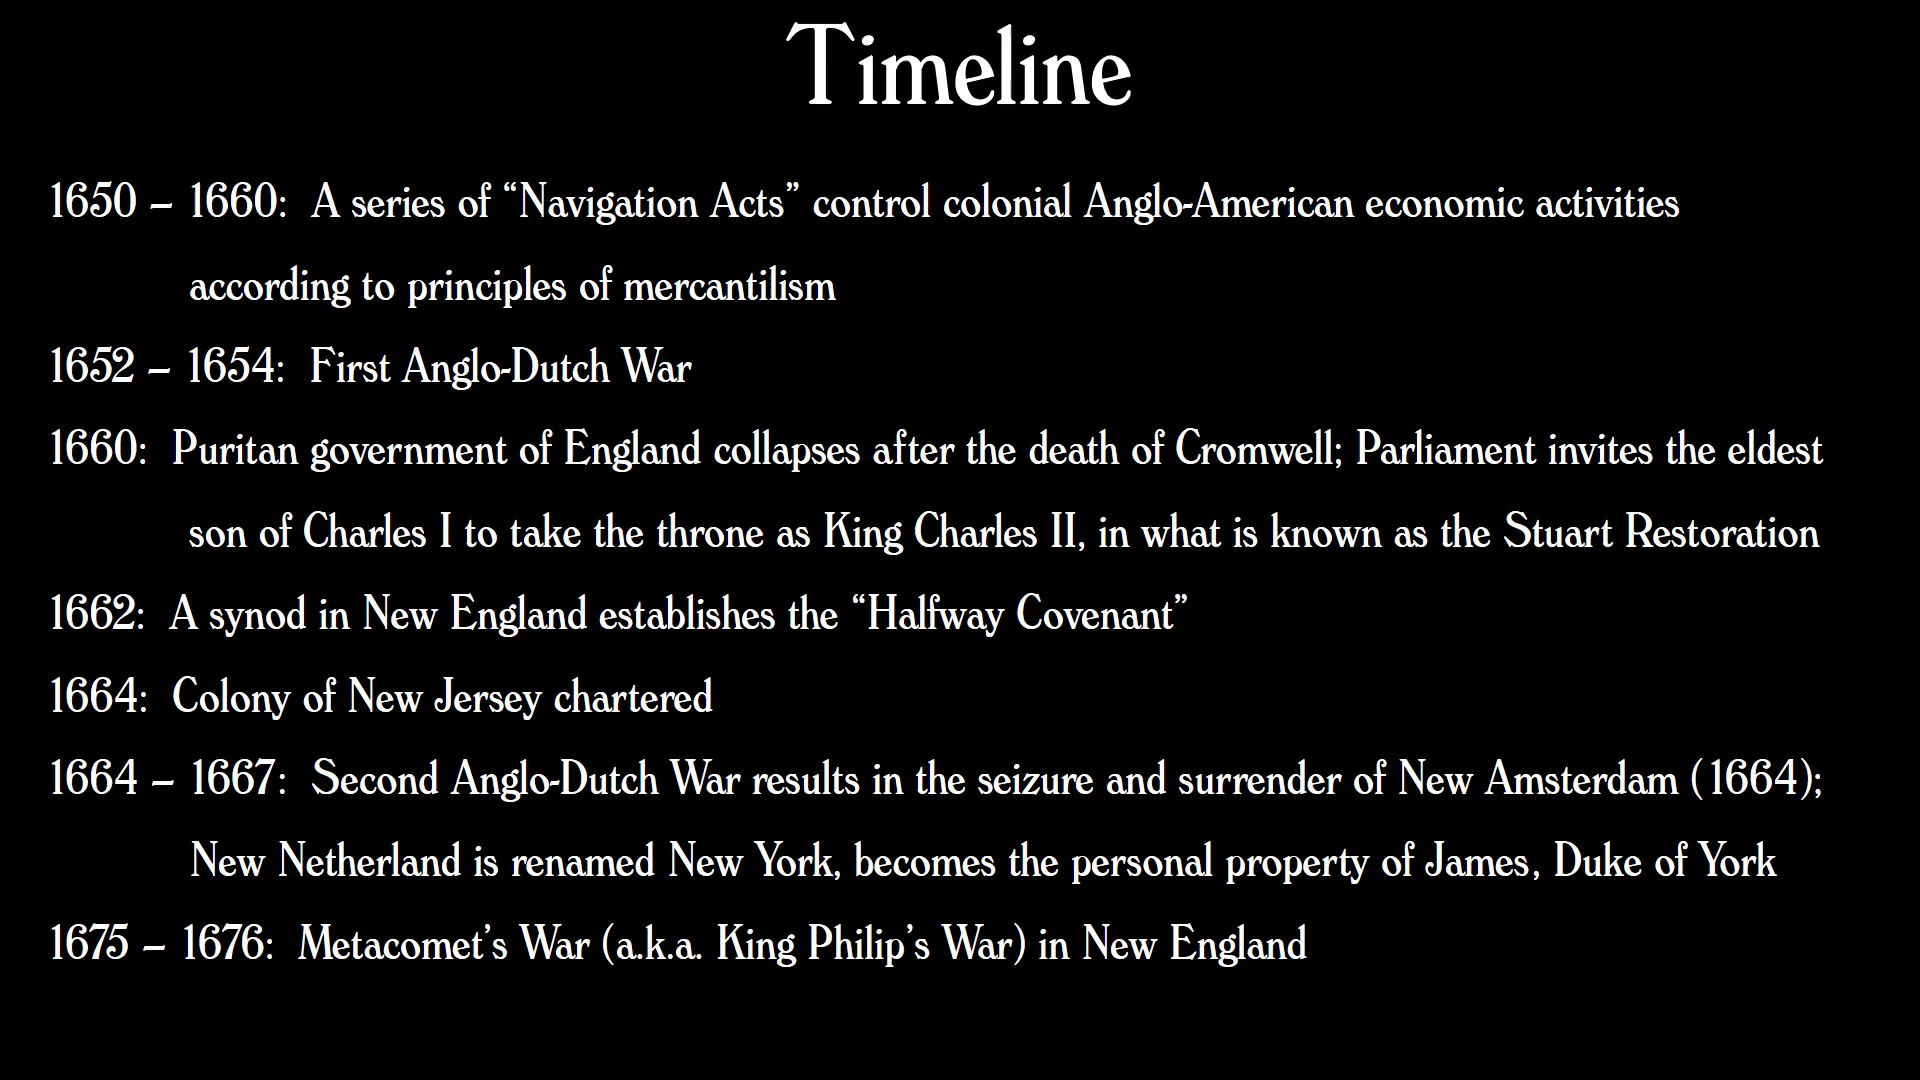 Timeline
1650 – 1660:  A series of “Navigation Acts” control colonial Anglo-American economic activities
according to principles of mercantilism
1652 – 1654:  First Anglo-Dutch War
1660:  Puritan government of England collapses after the death of Cromwell; Parliament invites the eldest
son of Charles I to take the throne as King Charles II, in what is known as the Stuart Restoration
1662:  A synod in New England establishes the “Halfway Covenant”
1664:  Colony of New Jersey chartered
1664 – 1667:  Second Anglo-Dutch War results in the seizure and surrender of New Amsterdam (1664);
New Netherland is renamed New York, becomes the personal property of James, Duke of York
1675 – 1676:  Metacomet’s War (a.k.a. King Philip’s War) in New England